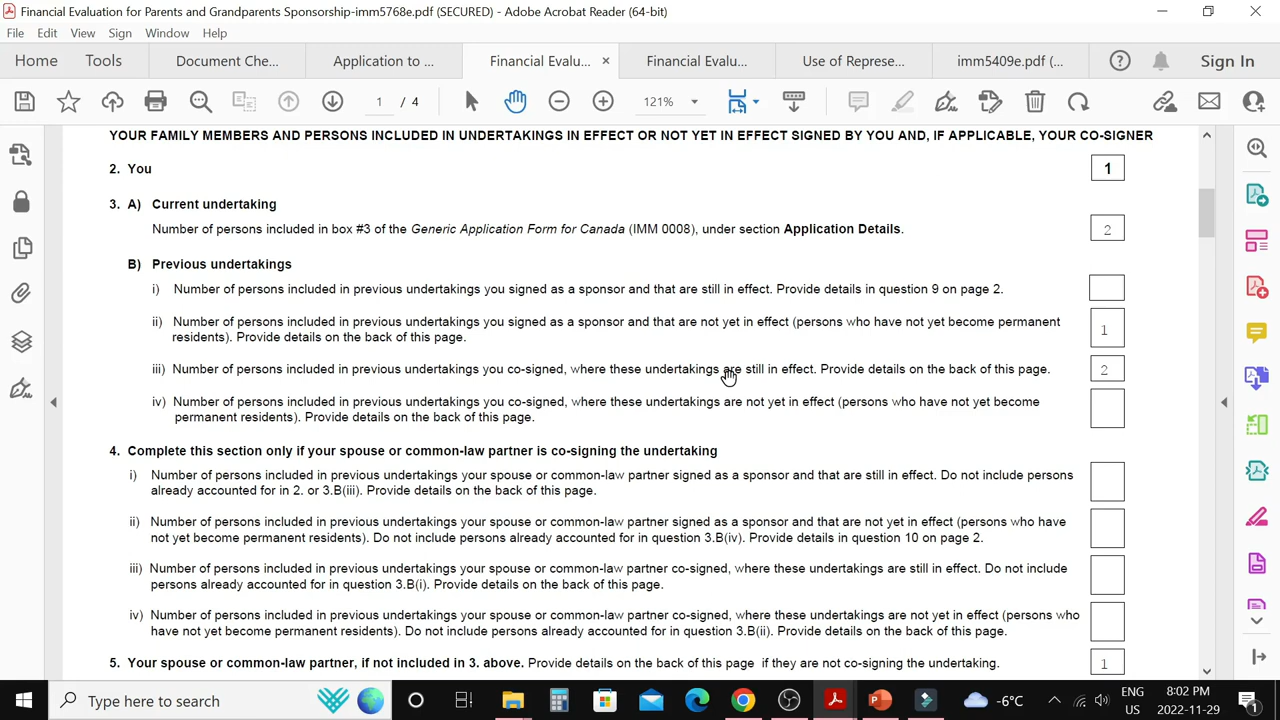 Financial Evaluation for Parents and Grandparents Sponsorship-imm5768e.pdf (SECURED) - Adobe Acrobat Reader (64-bit)
File Edit View Sign Window Help
Home Tools Document Che... Application to ... Financial Evalu... × Financial Evalu... Use of Represe... imm5409e.pdf (... Sign In
1 / 4 121%
YOUR FAMILY MEMBERS AND PERSONS INCLUDED IN UNDERTAKINGS IN EFFECT OR NOT YET IN EFFECT SIGNED BY YOU AND, IF APPLICABLE, YOUR CO-SIGNER
2. You 1
3. A) Current undertaking
Number of persons included in box #3 of the Generic Application Form for Canada (IMM 0008), under section Application Details. 2
B) Previous undertakings
i) Number of persons included in previous undertakings you signed as a sponsor and that are still in effect. Provide details in question 9 on page 2.
ii) Number of persons included in previous undertakings you signed as a sponsor and that are not yet in effect (persons who have not yet become permanent 1
residents). Provide details on the back of this page.
iii) Number of persons included in previous undertakings you co-signed, where these undertakings are still in effect. Provide details on the back of this page. 2
iv) Number of persons included in previous undertakings you co-signed, where these undertakings are not yet in effect (persons who have not yet become
permanent residents). Provide details on the back of this page.
4. Complete this section only if your spouse or common-law partner is co-signing the undertaking
i) Number of persons included in previous undertakings your spouse or common-law partner signed as a sponsor and that are still in effect. Do not include persons
already accounted for in 2. or 3.B(iii). Provide details on the back of this page.
ii) Number of persons included in previous undertakings your spouse or common-law partner signed as a sponsor and that are not yet in effect (persons who have
not yet become permanent residents). Do not include persons already accounted for in question 3.B(iv). Provide details in question 10 on page 2.
iii) Number of persons included in previous undertakings your spouse or common-law partner co-signed, where these undertakings are still in effect. Do not include
persons already accounted for in question 3.B(i). Provide details on the back of this page.
iv) Number of persons included in previous undertakings your spouse or common-law partner co-signed, where these undertakings are not yet in effect (persons who
have not yet become permanent residents). Do not include persons already accounted for in question 3.B(ii). Provide details on the back of this page.
5. Your spouse or common-law partner, if not included in 3. above. Provide details on the back of this page if they are not co-signing the undertaking. 1
Type here to search -6°C ENG 8:02 PM
US 2022-11-29 1